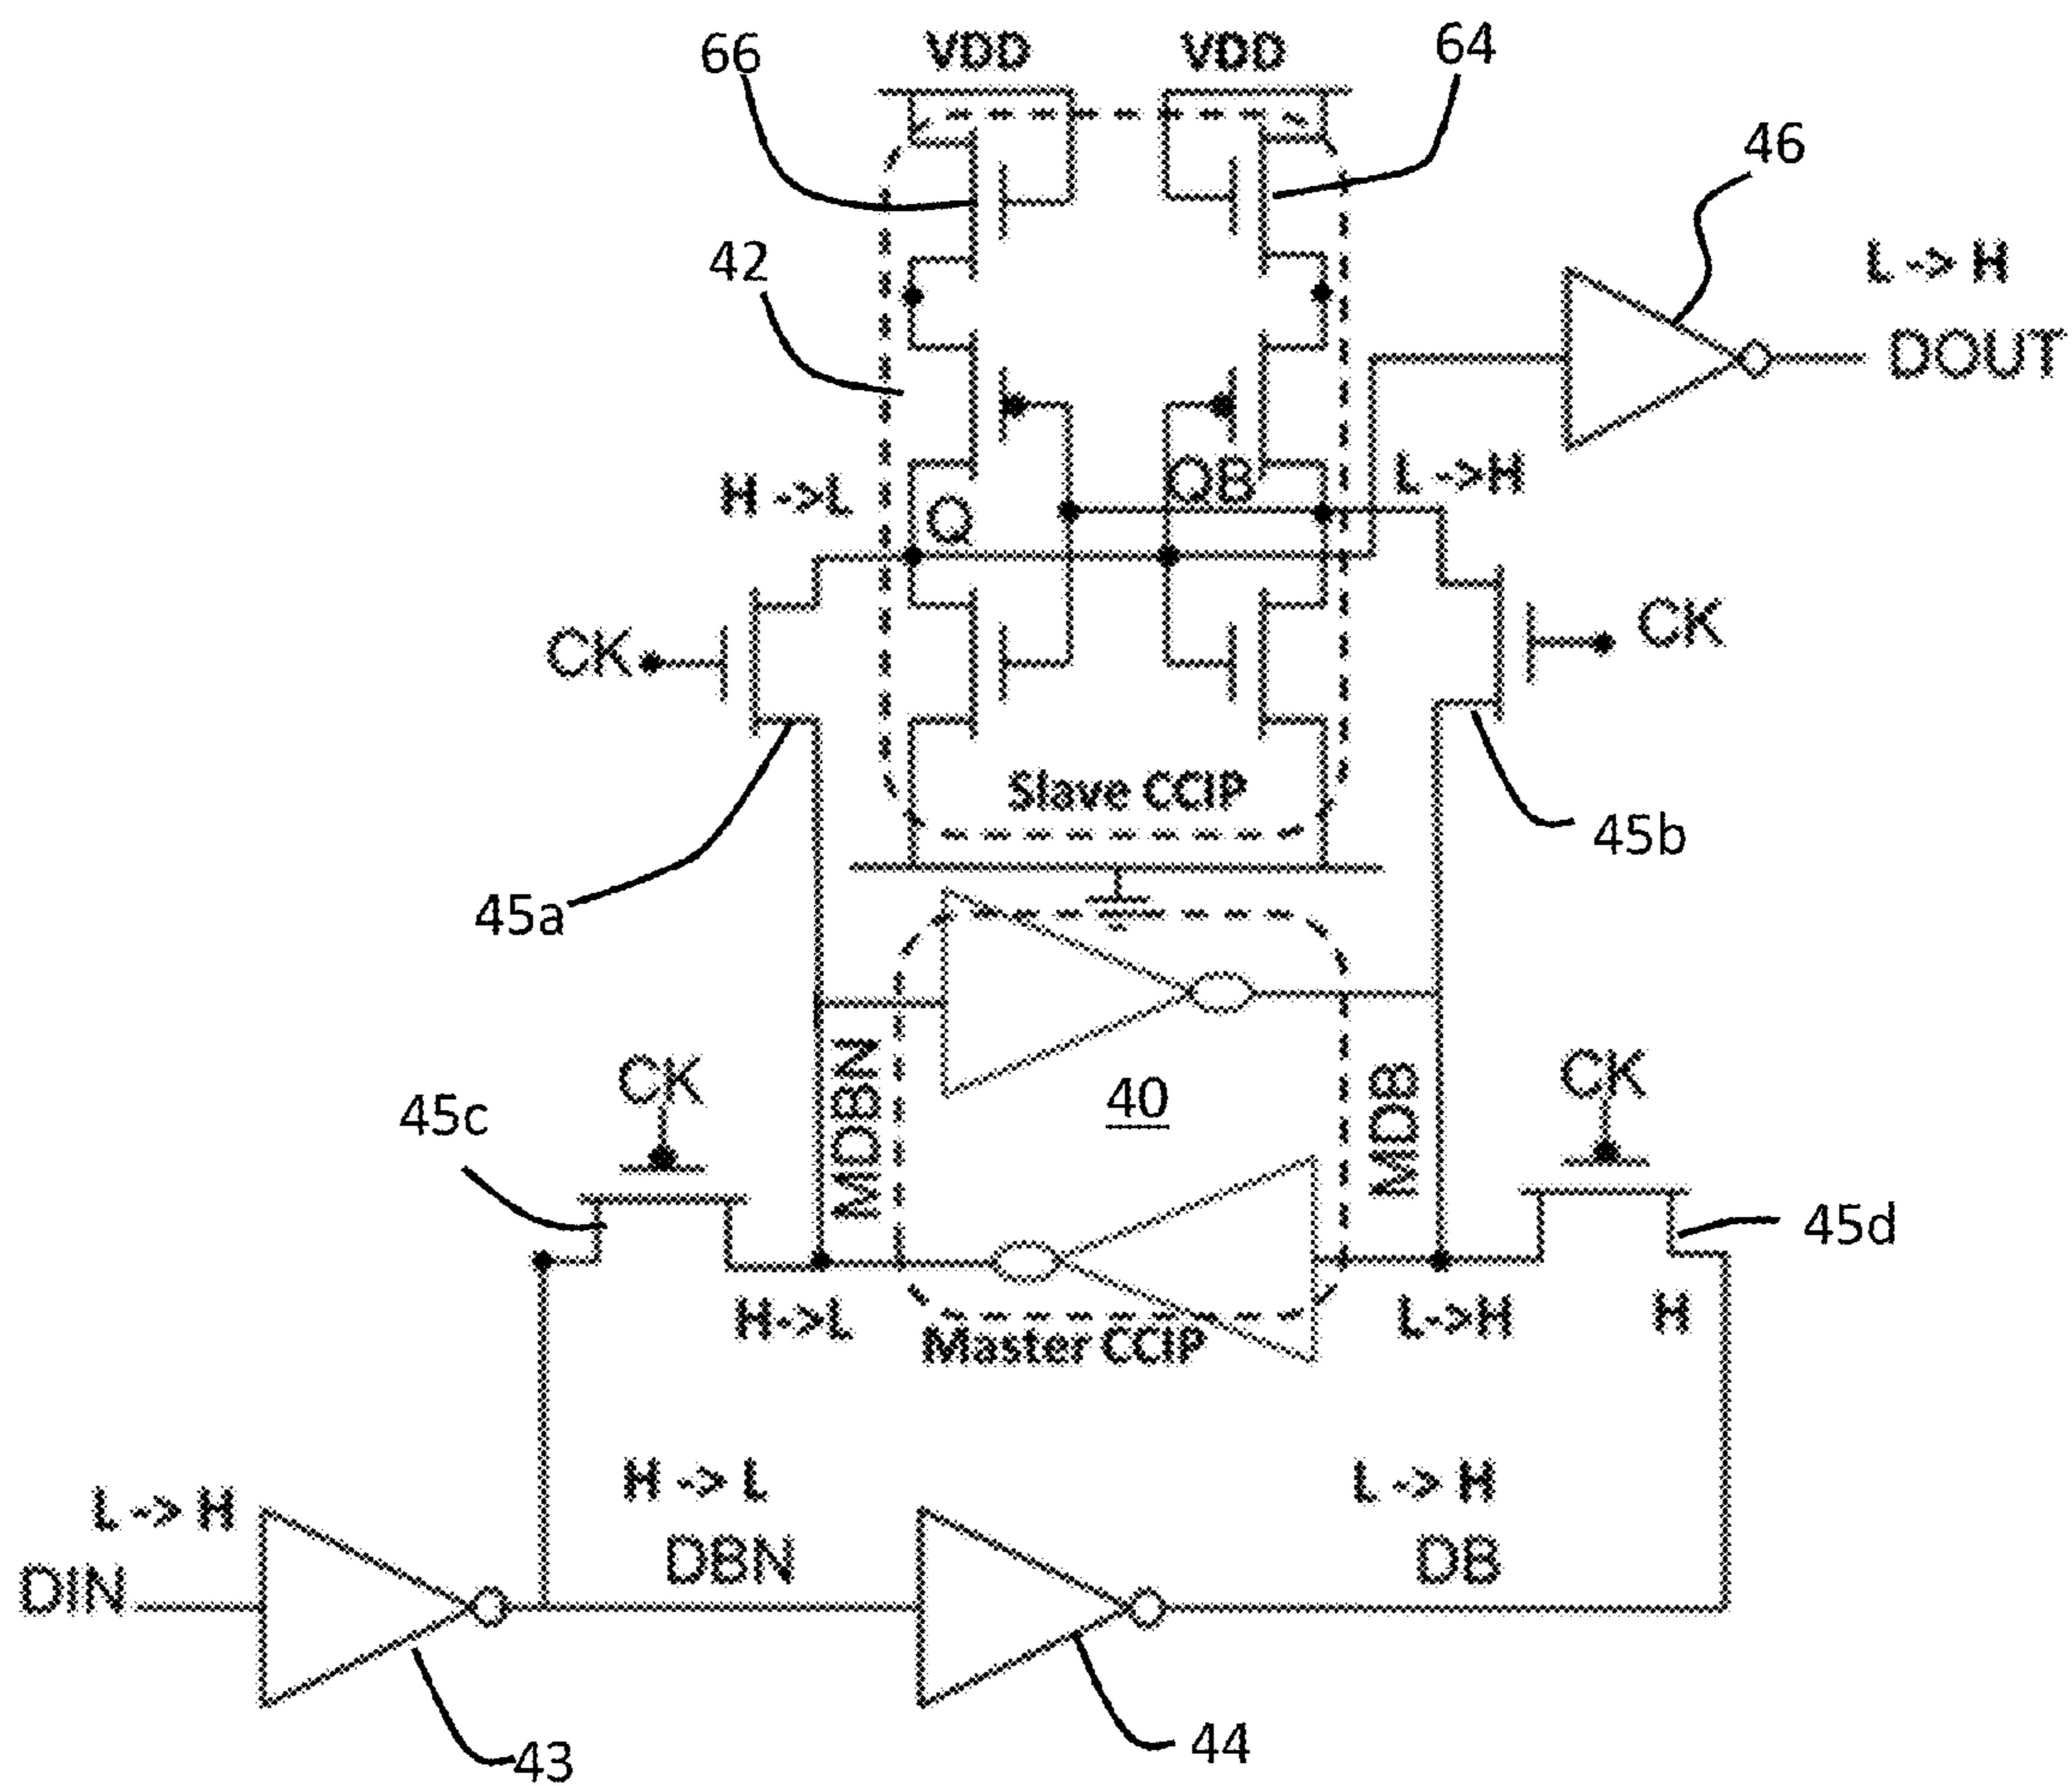 66
VDD
VDD
64
46
42
L -> H
DOUT
H ->L
Q
QB
L ->H
CK
CK
Slave CCIP
45a
45b
MDBN
40
MDB
CK
CK
45c
45d
H->L
Master CCIP
L->H
H
L -> H
H -> L
L -> H
DIN
DBN
DB
43
44